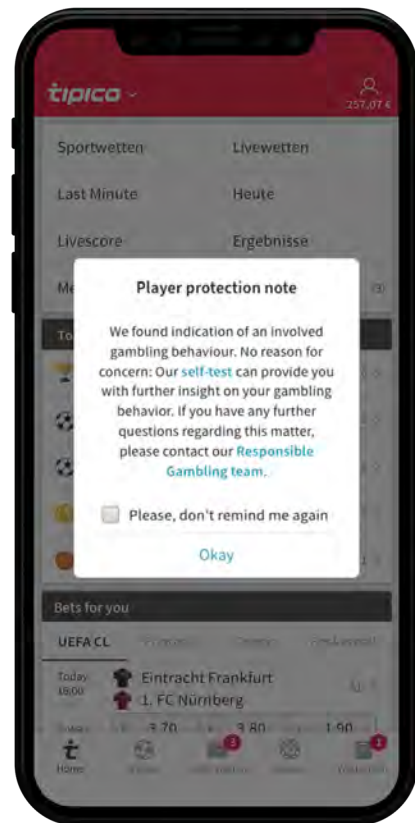 tipico
257,07 €
Sportwetten Livewetten
Last Minute Heute
Livescore Ergebnisse
Player protection note
We found indication of an involved
gambling behaviour. No reason for
concern: Our self-test can provide you
with further insight on your gambling
behavior. If you have any further
questions regarding this matter,
please contact our Responsible
Gambling team.
Please, don't remind me again
Okay
Bets for you
UEFA CL
Today Eintracht Frankfurt
1. FC Nürnberg
3.70 3.80 1.90
Home